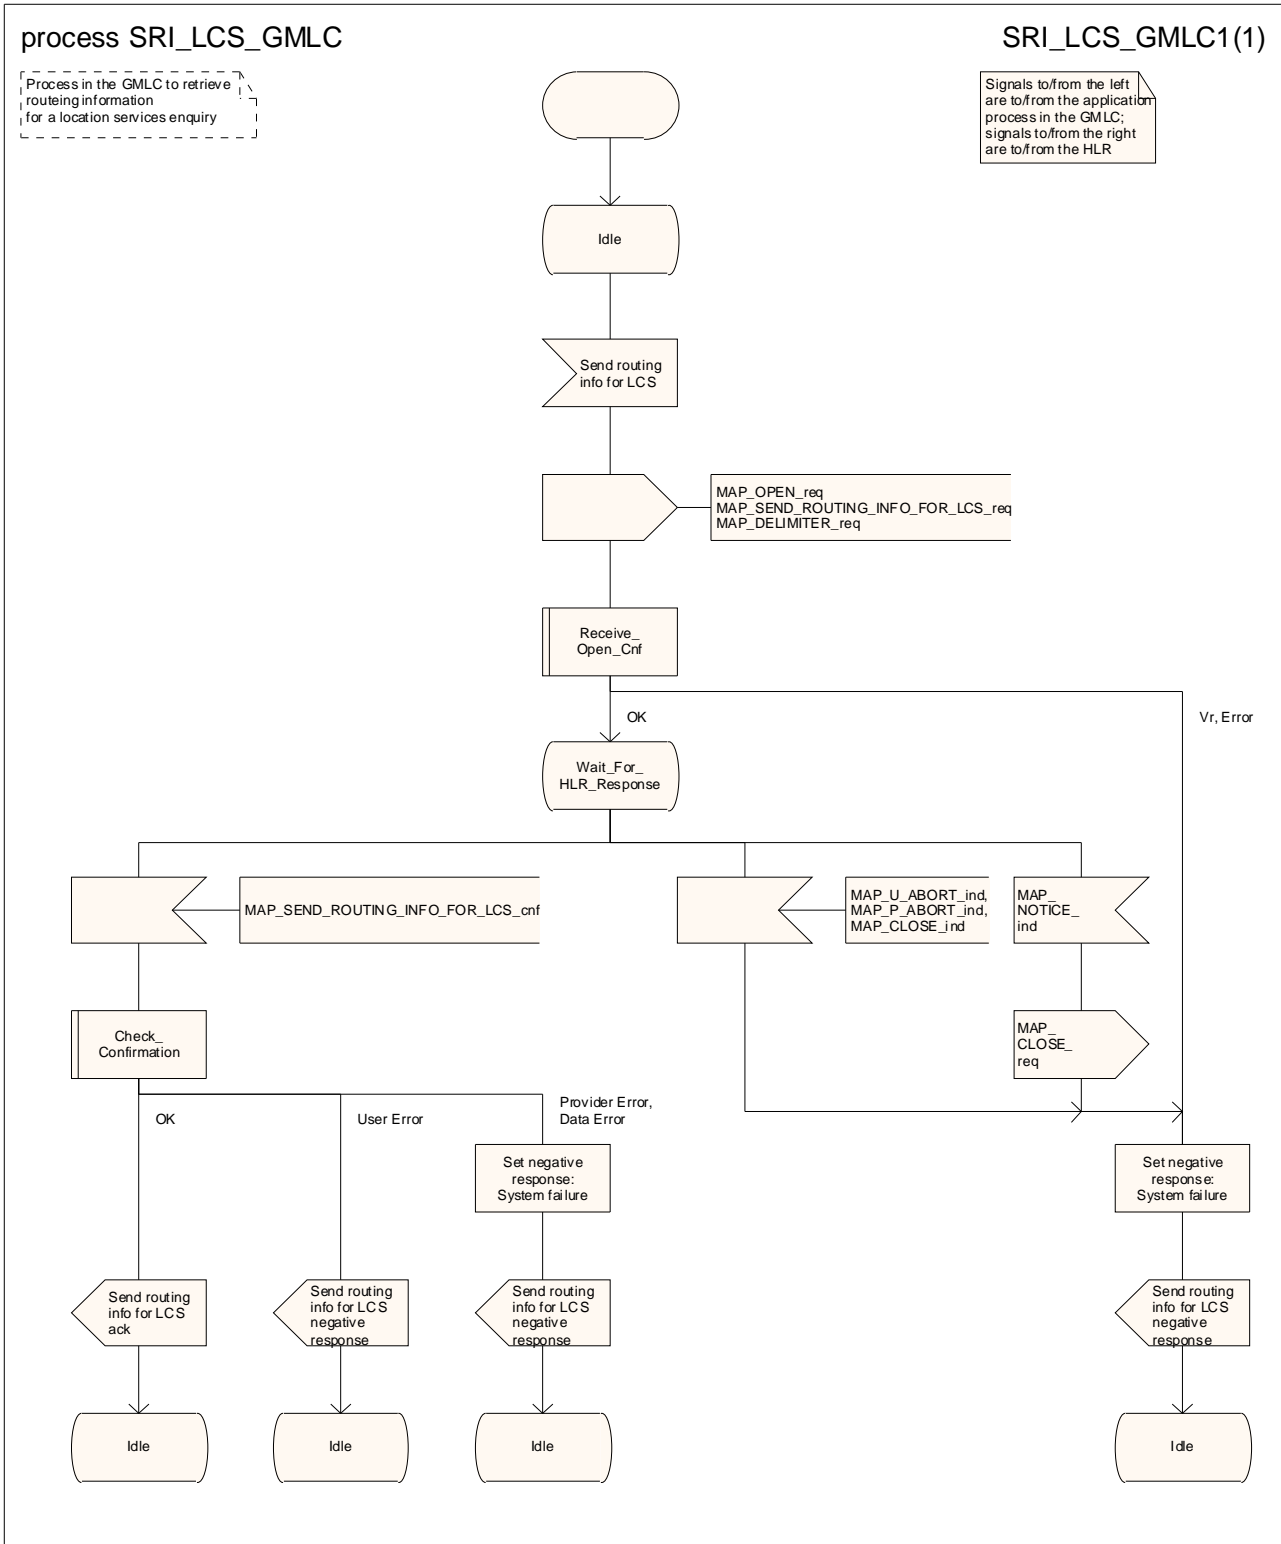 process SRI_LCS_GMLC
SRI_LCS_GMLC1(1)
Process in the GMLC to retrieve
routeing information
for a location services enquiry
Signals to/from the left
are to/from the application
process in the GMLC;
signals to/from the right
are to/from the HLR
Idle
Send routing
info for LCS
MAP_OPEN_req
MAP_SEND_ROUTING_INFO_FOR_LCS_req
MAP_DELIMITER_req
Receive_
Open_Cnf
OK
Vr, Error
Wait_For_
HLR_Response
MAP_SEND_ROUTING_INFO_FOR_LCS_cnf
MAP_U_ABORT_ind,
MAP_P_ABORT_ind,
MAP_CLOSE_ind
MAP_
NOTICE_
ind
Check_
Confirmation
MAP_
CLOSE_
req
OK
User Error
Provider Error,
Data Error
Set negative
response:
System failure
Set negative
response:
System failure
Send routing
info for LCS
ack
Send routing
info for LCS
negative
response
Send routing
info for LCS
negative
response
Send routing
info for LCS
negative
response
Idle
Idle
Idle
Idle